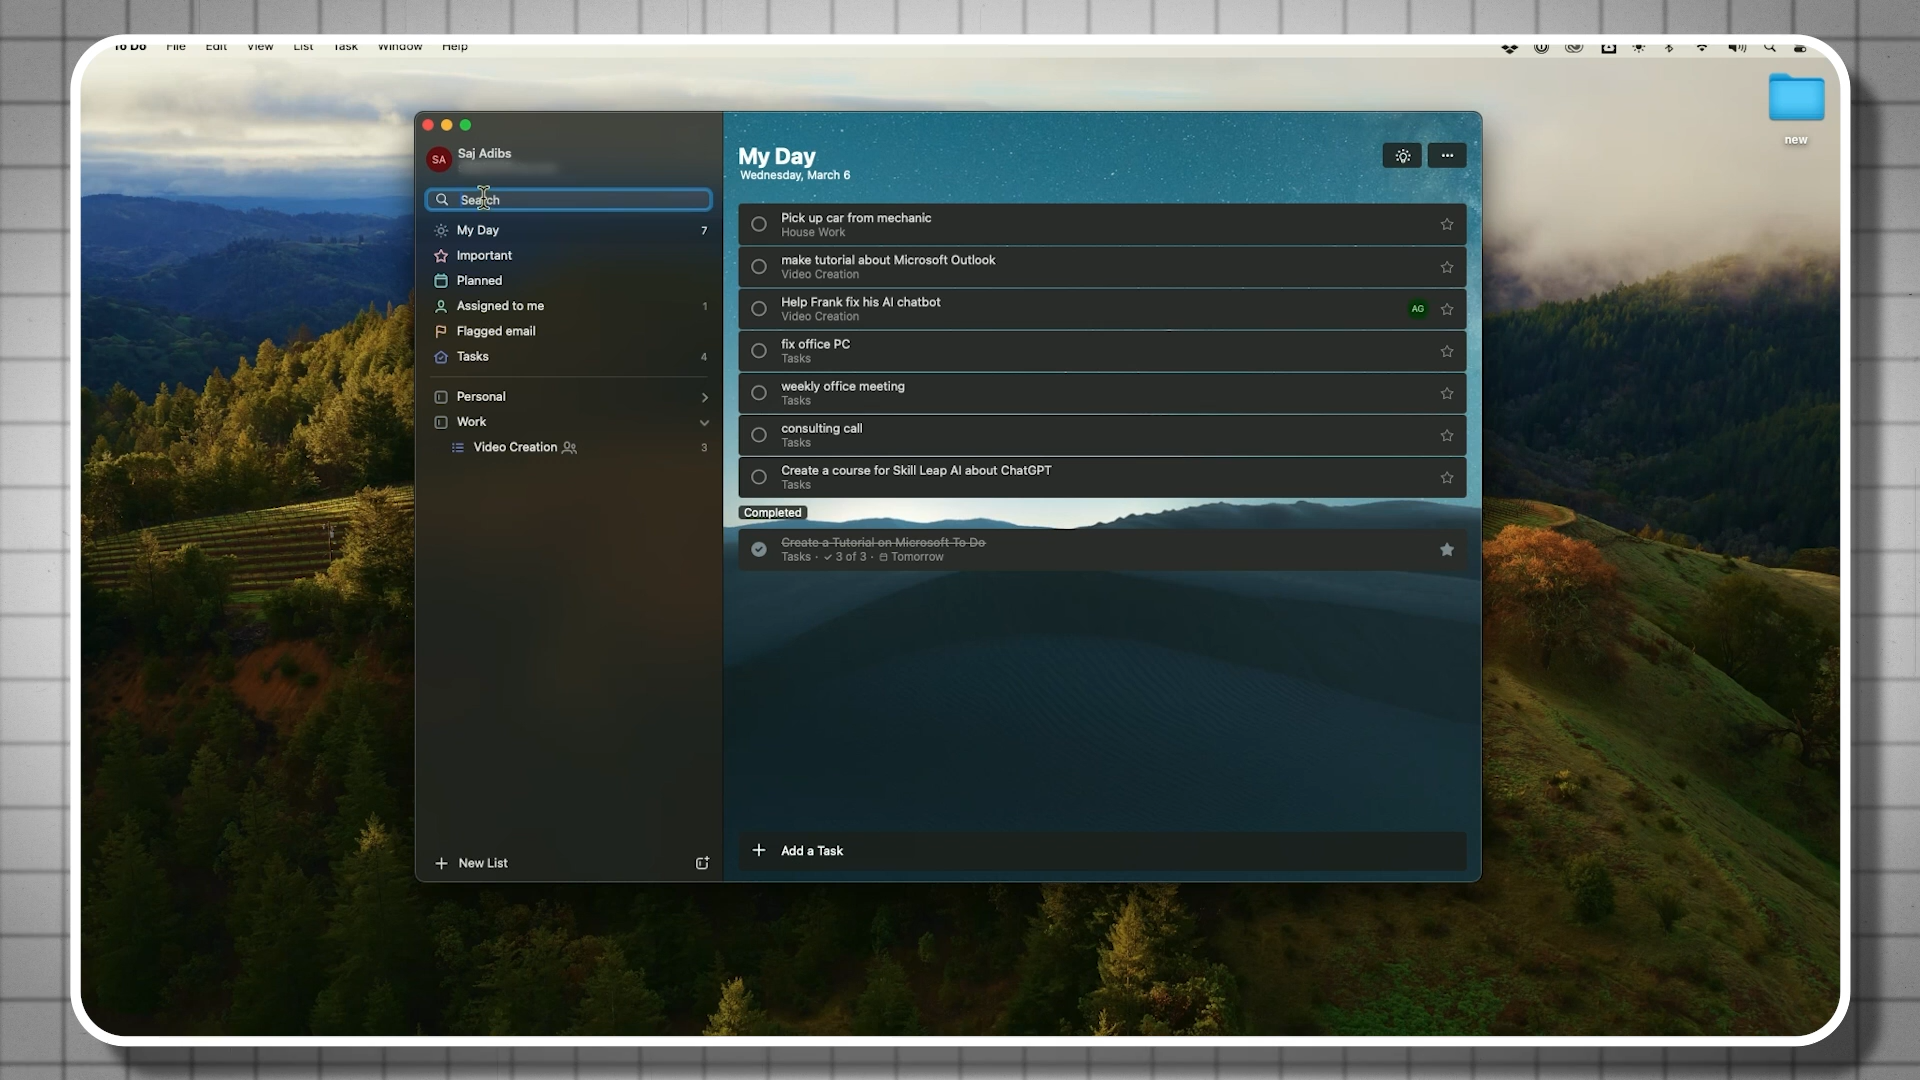 To Do File Edit View List Task Window Help
new
SA Saj Adibs
Search
My Day 7
Important
Planned
Assigned to me 1
Flagged email
Tasks 4
Personal
Work
Video Creation 3
New List
My Day
Wednesday, March 6
Pick up car from mechanic
House Work
make tutorial about Microsoft Outlook
Video Creation
Help Frank fix his AI chatbot
Video Creation
AG
fix office PC
Tasks
weekly office meeting
Tasks
consulting call
Tasks
Create a course for Skill Leap AI about ChatGPT
Tasks
Completed
Create a Tutorial on Microsoft To Do
Tasks · 3 of 3 · Tomorrow
Add a Task